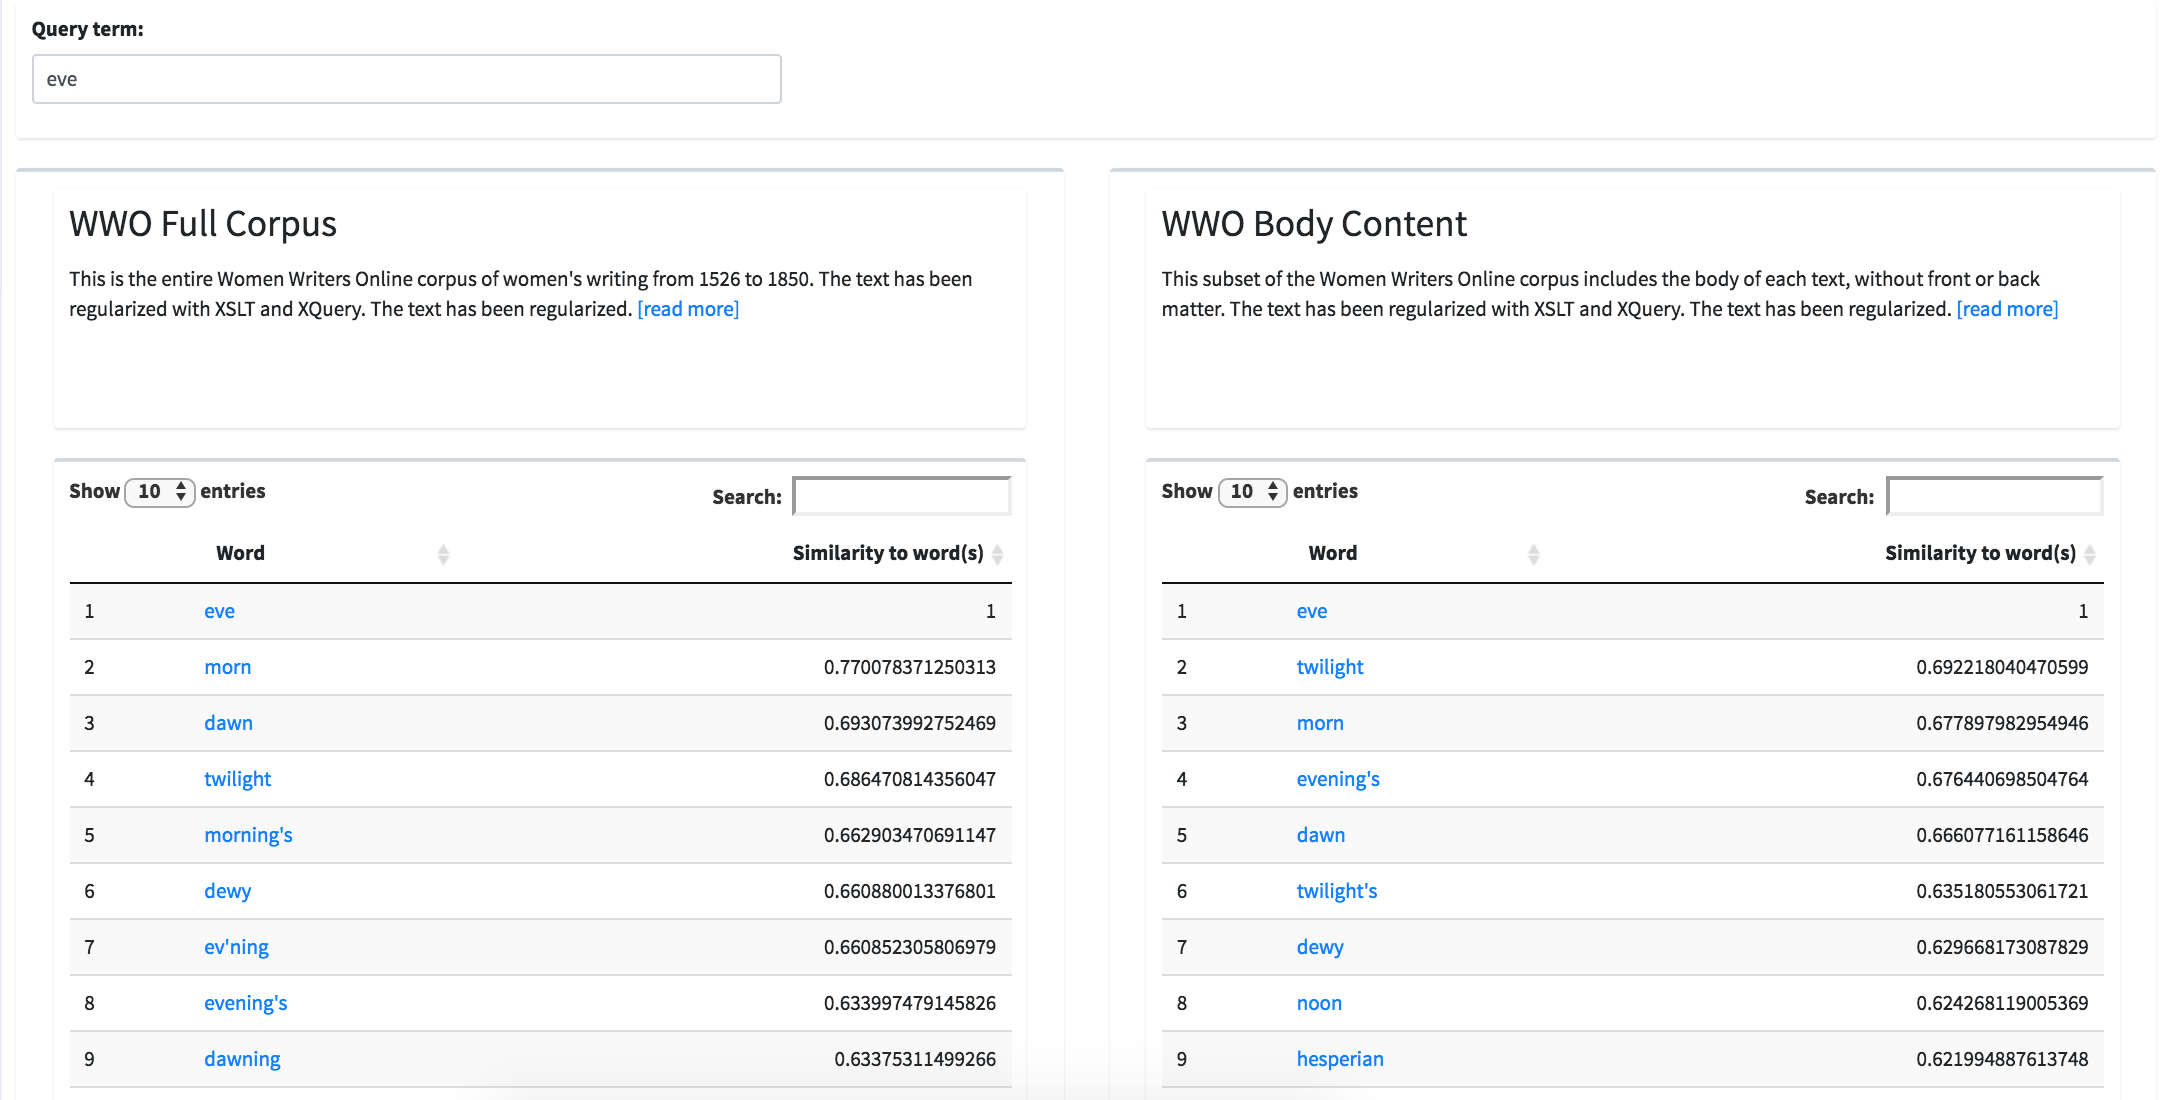 Query term:
eve
WWO Full Corpus
This is the entire Women Writers Online corpus of women's writing from 1526 to 1850. The text has been
regularized with XSLT and XQuery. The text has been regularized. [read more]
Show 10 entries
Search:
Word Similarity to word(s)
1 eve 1
2 morn 0.770078371250313
3 dawn 0.693073992752469
4 twilight 0.686470814356047
5 morning's 0.662903470691147
6 dewy 0.660880013376801
7 ev'ning 0.660852305806979
8 evening's 0.633997479145826
9 dawning 0.63375311499266
WWO Body Content
This subset of the Women Writers Online corpus includes the body of each text, without front or back
matter. The text has been regularized with XSLT and XQuery. The text has been regularized. [read more]
Show 10 entries
Search:
Word Similarity to word(s)
1 eve 1
2 twilight 0.692218040470599
3 morn 0.677897982954946
4 evening's 0.676440698504764
5 dawn 0.666077161158646
6 twilight's 0.635180553061721
7 dewy 0.629668173087829
8 noon 0.624268119005369
9 hesperian 0.621994887613748